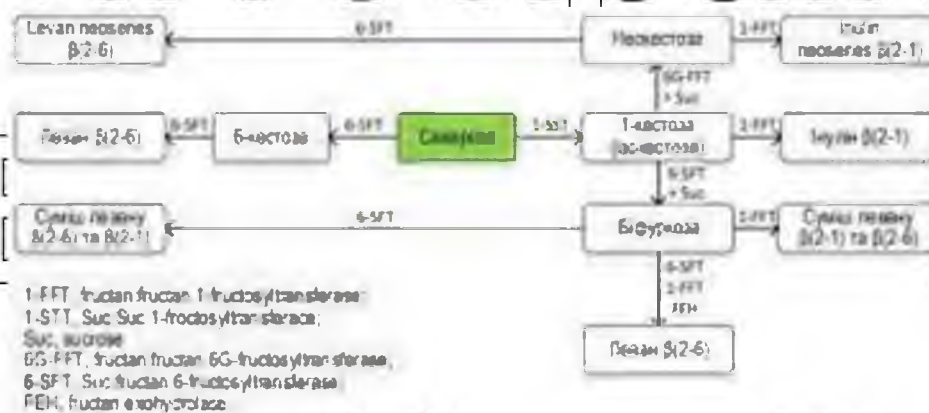 Levan neoseries
β(2-6)
6-SFT
Неокестоза
1-FFT
Inulin
neoseries β(2-1)
6G-FFT
+ Suc
Леван β(2-6)
6-SFT
6-кестоза
6-SFT
Сахароза
1-SST
1-кестоза
1-FFT
Інулін β(2-1)
6-SFT
+ Suc
Суміш левану
β(2-6) та β(2-1)
6-SFT
Біфуркоза
1-FFT
Суміш левану
β(2-1) та β(2-6)
6-SFT
1-FFT
FEH
Леван β(2-6)
1-FFT, fructan fructan 1-fructosyltransferase;
1-STT, Suc Suc 1-froctosyltransferace;
Suc, sucrose
6G-FFT, fructan fructan 6G-fructosyltransferase;
6-SFT, Suc fructan 6-fructosyltransferase
FEH, fructan exohydrolase